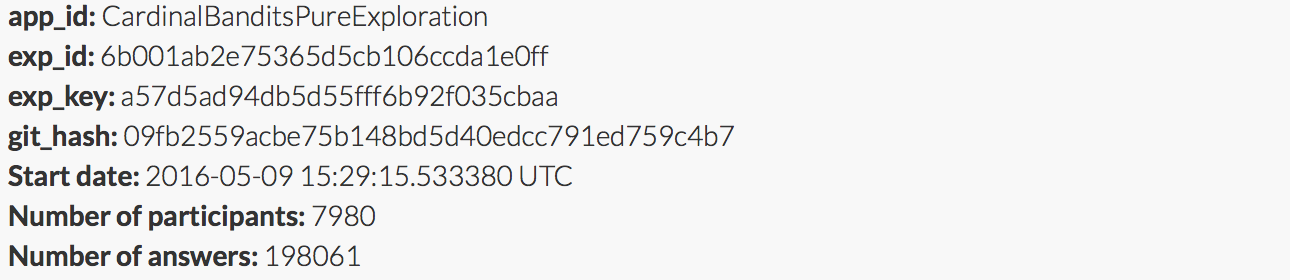 app_id: CardinalBanditsPureExploration
exp_id: 6b001ab2e75365d5cb106ccda1e0ff
exp_key: a57d5ad94db5d55fff6b92f035cbaa
git_hash: 09fb2559acbe75b148bd5d40edcc791ed759c4b7
Start date: 2016-05-09 15:29:15.533380 UTC
Number of participants: 7980
Number of answers: 198061